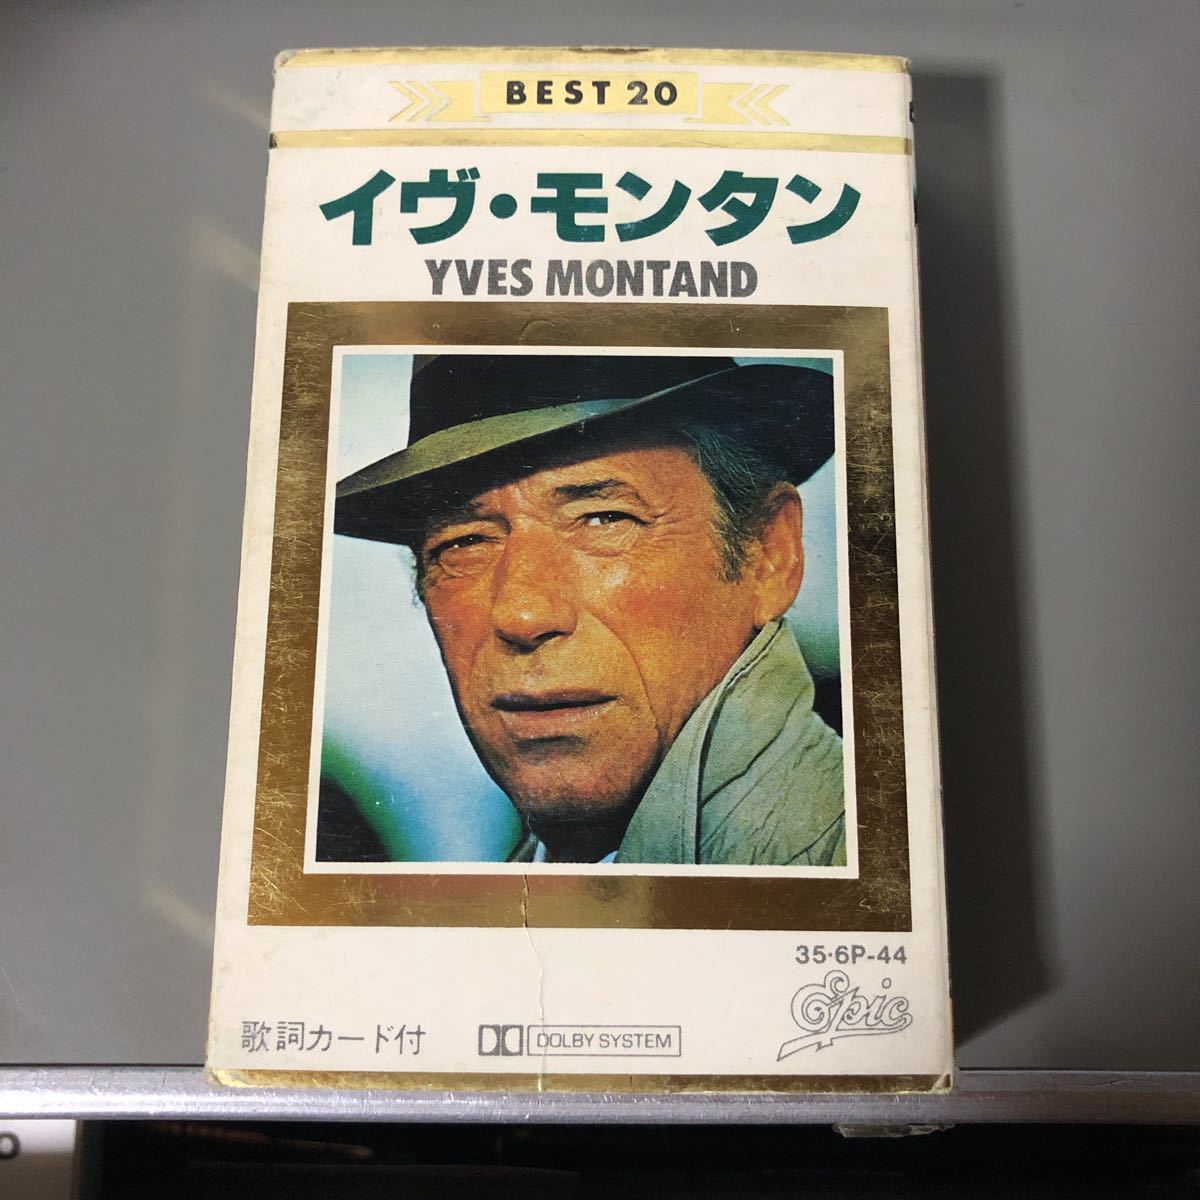 BEST 20
イヴ・モンタン
YVES MONTAND
35・6P-44
Epic
歌詞カード付
DOLBY SYSTEM